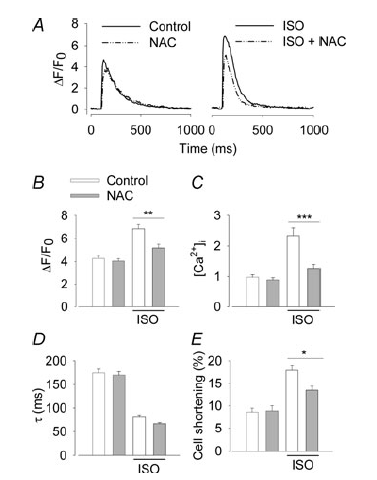 A
Control
NAC
ISO
ISO + NAC
8
6
4
2
0
ΔF/F0
0 500 1000 0 500 1000
Time (ms)
B
Control
NAC
C
8
6
4
2
0
ΔF/F0
**
ISO
3
2
1
0
[Ca2+]i
***
ISO
D
E
200
150
100
50
0
τ (ms)
ISO
25
20
15
10
5
0
Cell shortening (%)
*
ISO